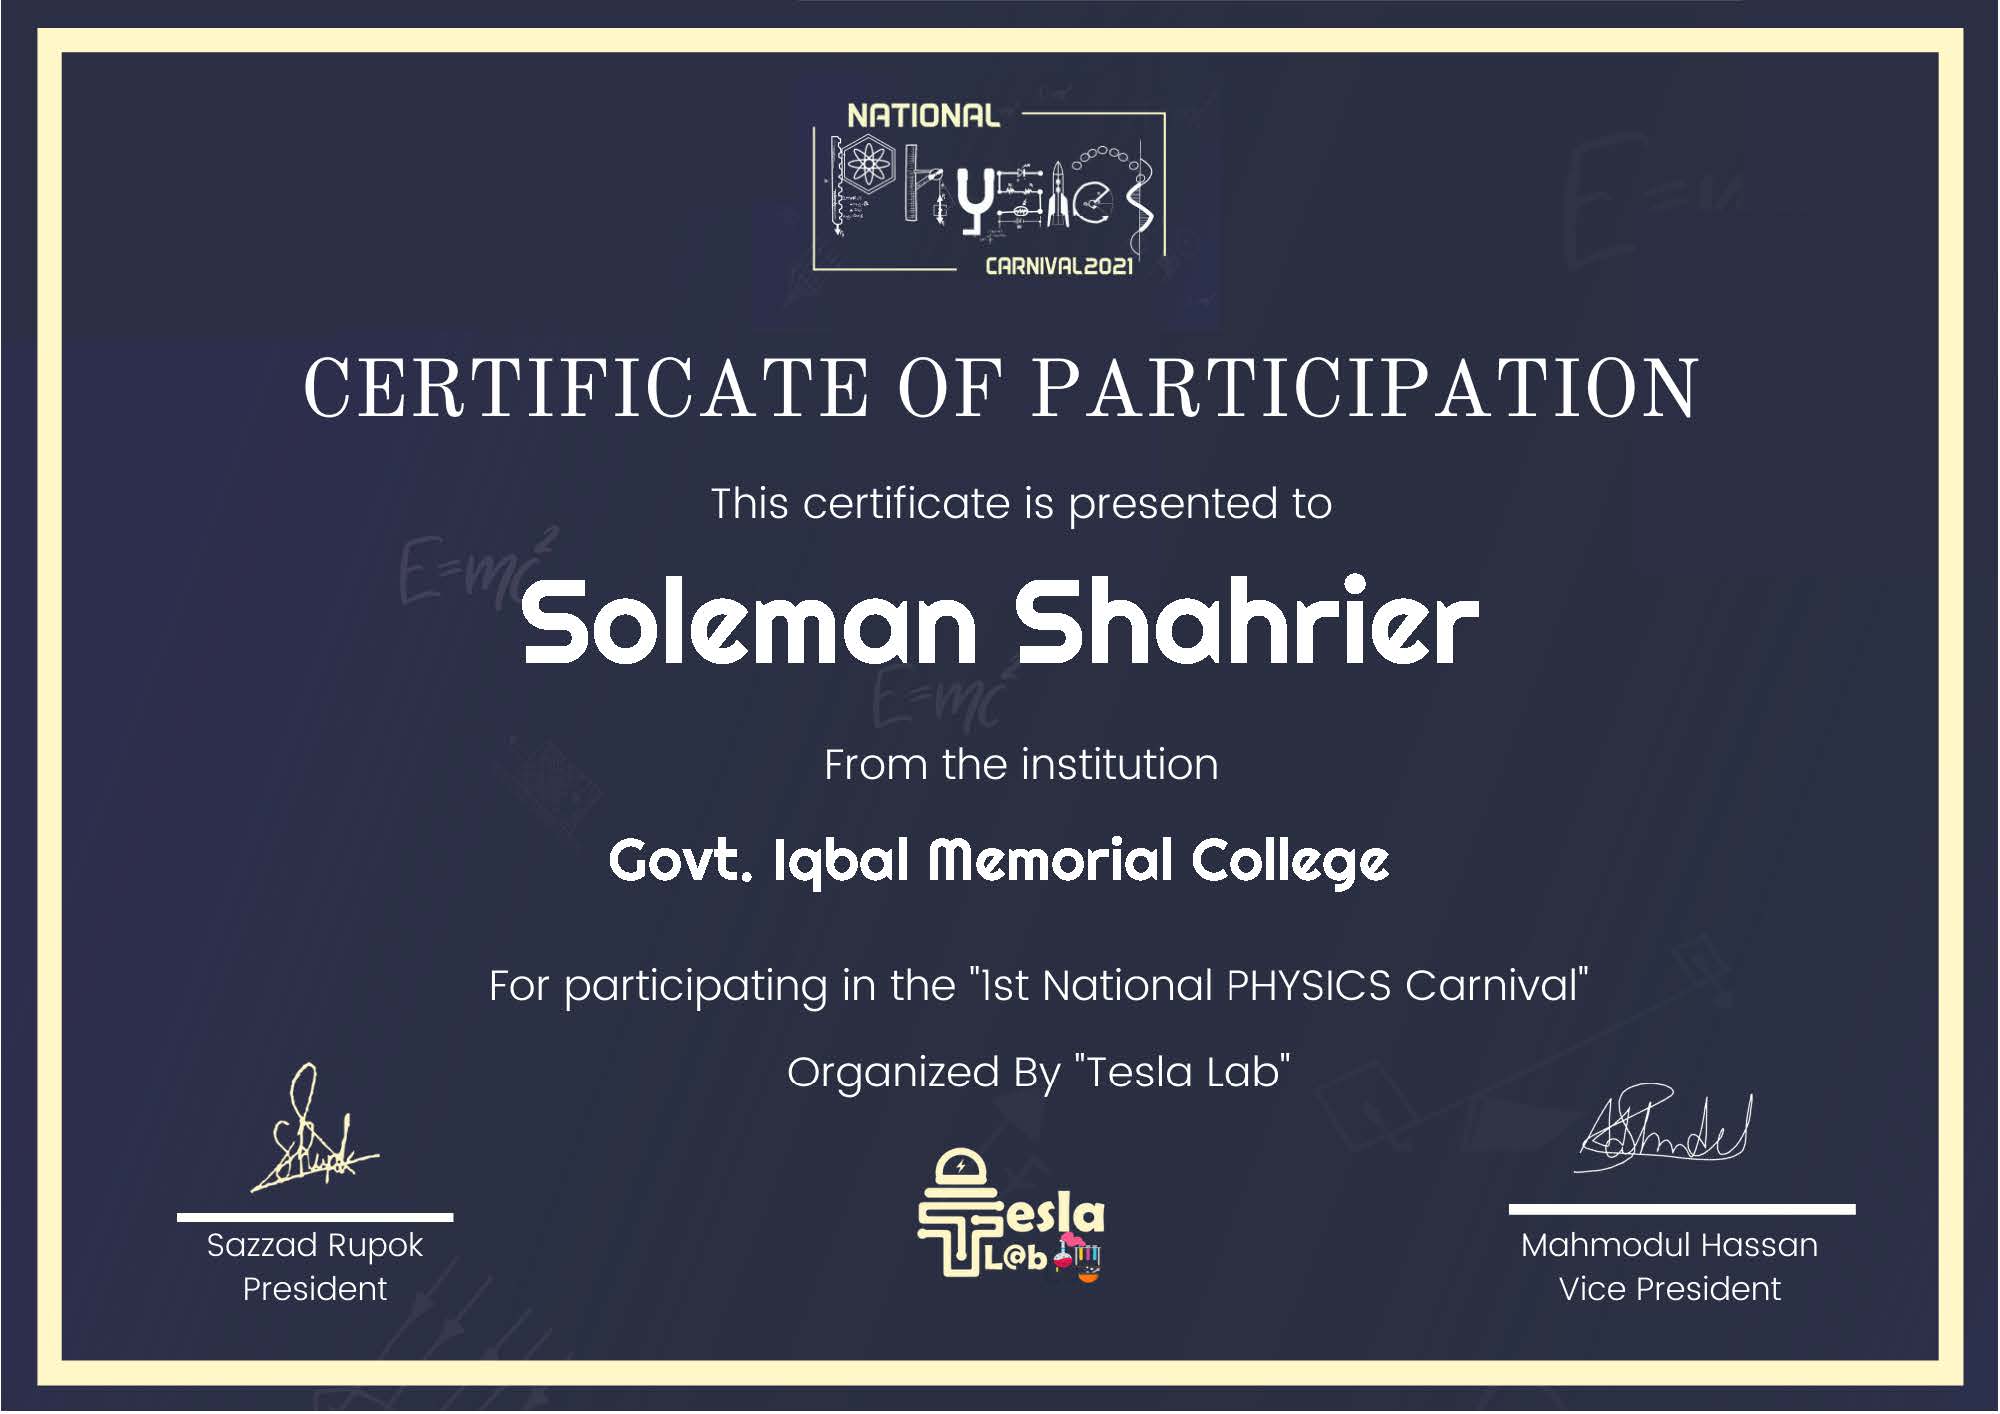 NATIONAL
Physics
CARNIVAL2021
CERTIFICATE OF PARTICIPATION
This certificate is presented to
E=mc²
Soleman Shahrier
E=mc²
From the institution
Govt. Iqbal Memorial College
For participating in the "1st National PHYSICS Carnival"
Organized By "Tesla Lab"
Tesla
L@b
Sazzad Rupok
President
Mahmodul Hassan
Vice President